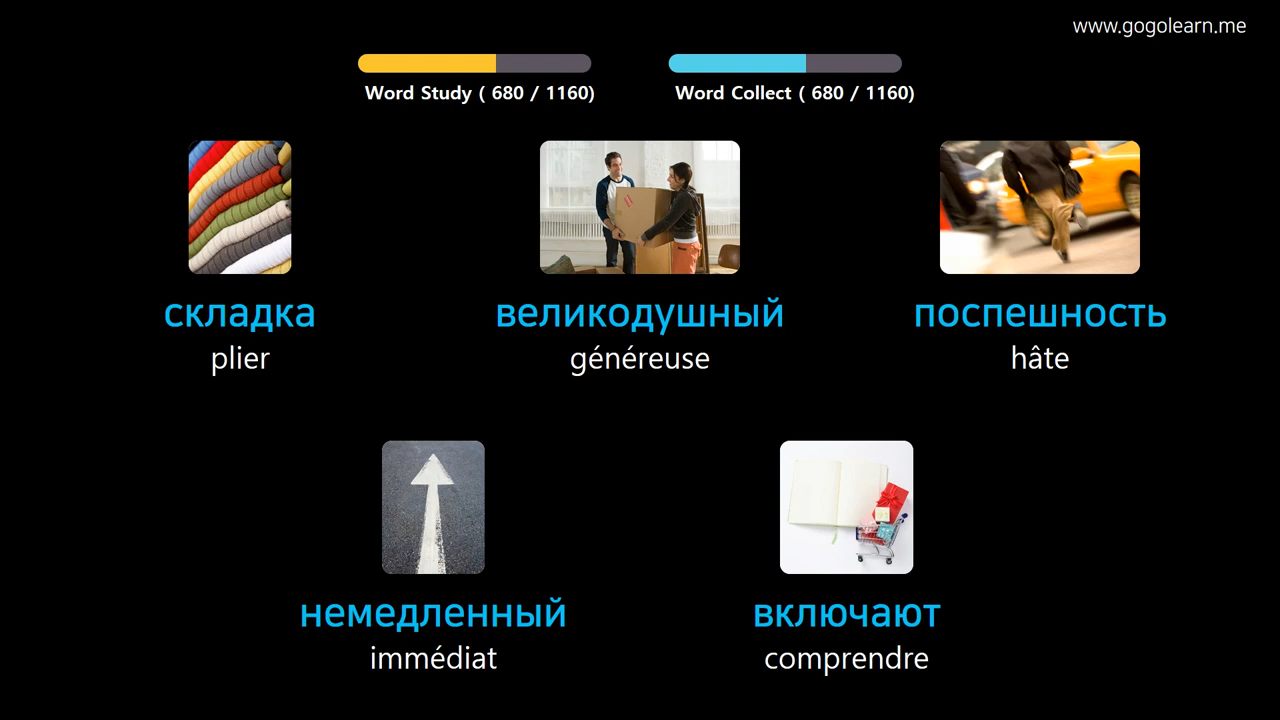 www.gogolearn.me
Word Study ( 680 / 1160)
Word Collect ( 680 / 1160)
складка
plier
великодушный
généreuse
поспешность
hâte
немедленный
immédiat
включают
comprendre